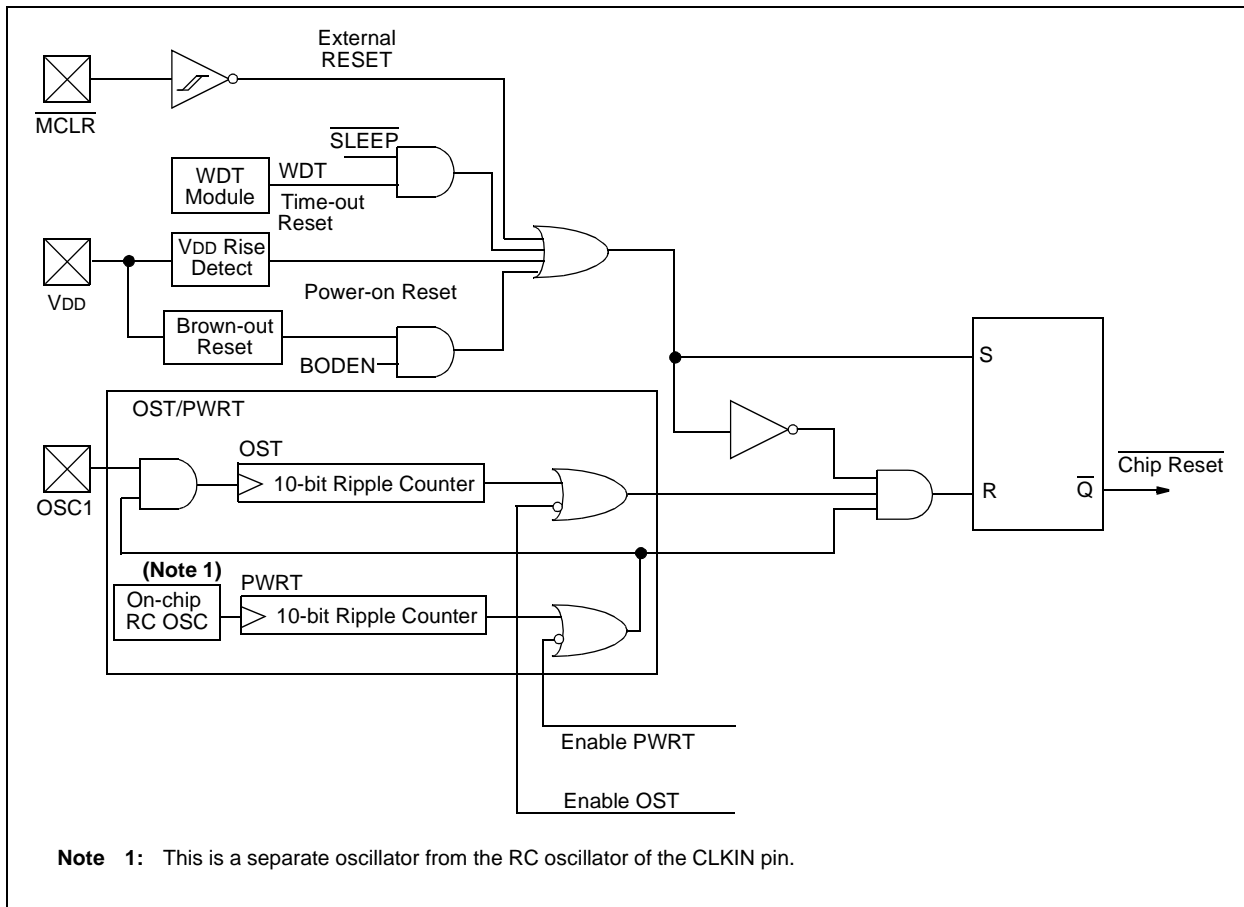 External
RESET
MCLR
SLEEP
WDT
Module
WDT
Time-out
Reset
VDD Rise
Detect
VDD
Power-on Reset
Brown-out
Reset
BODEN
S
OST/PWRT
OST
10-bit Ripple Counter
OSC1
Chip Reset
R
Q
(Note 1)
On-chip
RC OSC
PWRT
10-bit Ripple Counter
Enable PWRT
Enable OST
Note 1: This is a separate oscillator from the RC oscillator of the CLKIN pin.